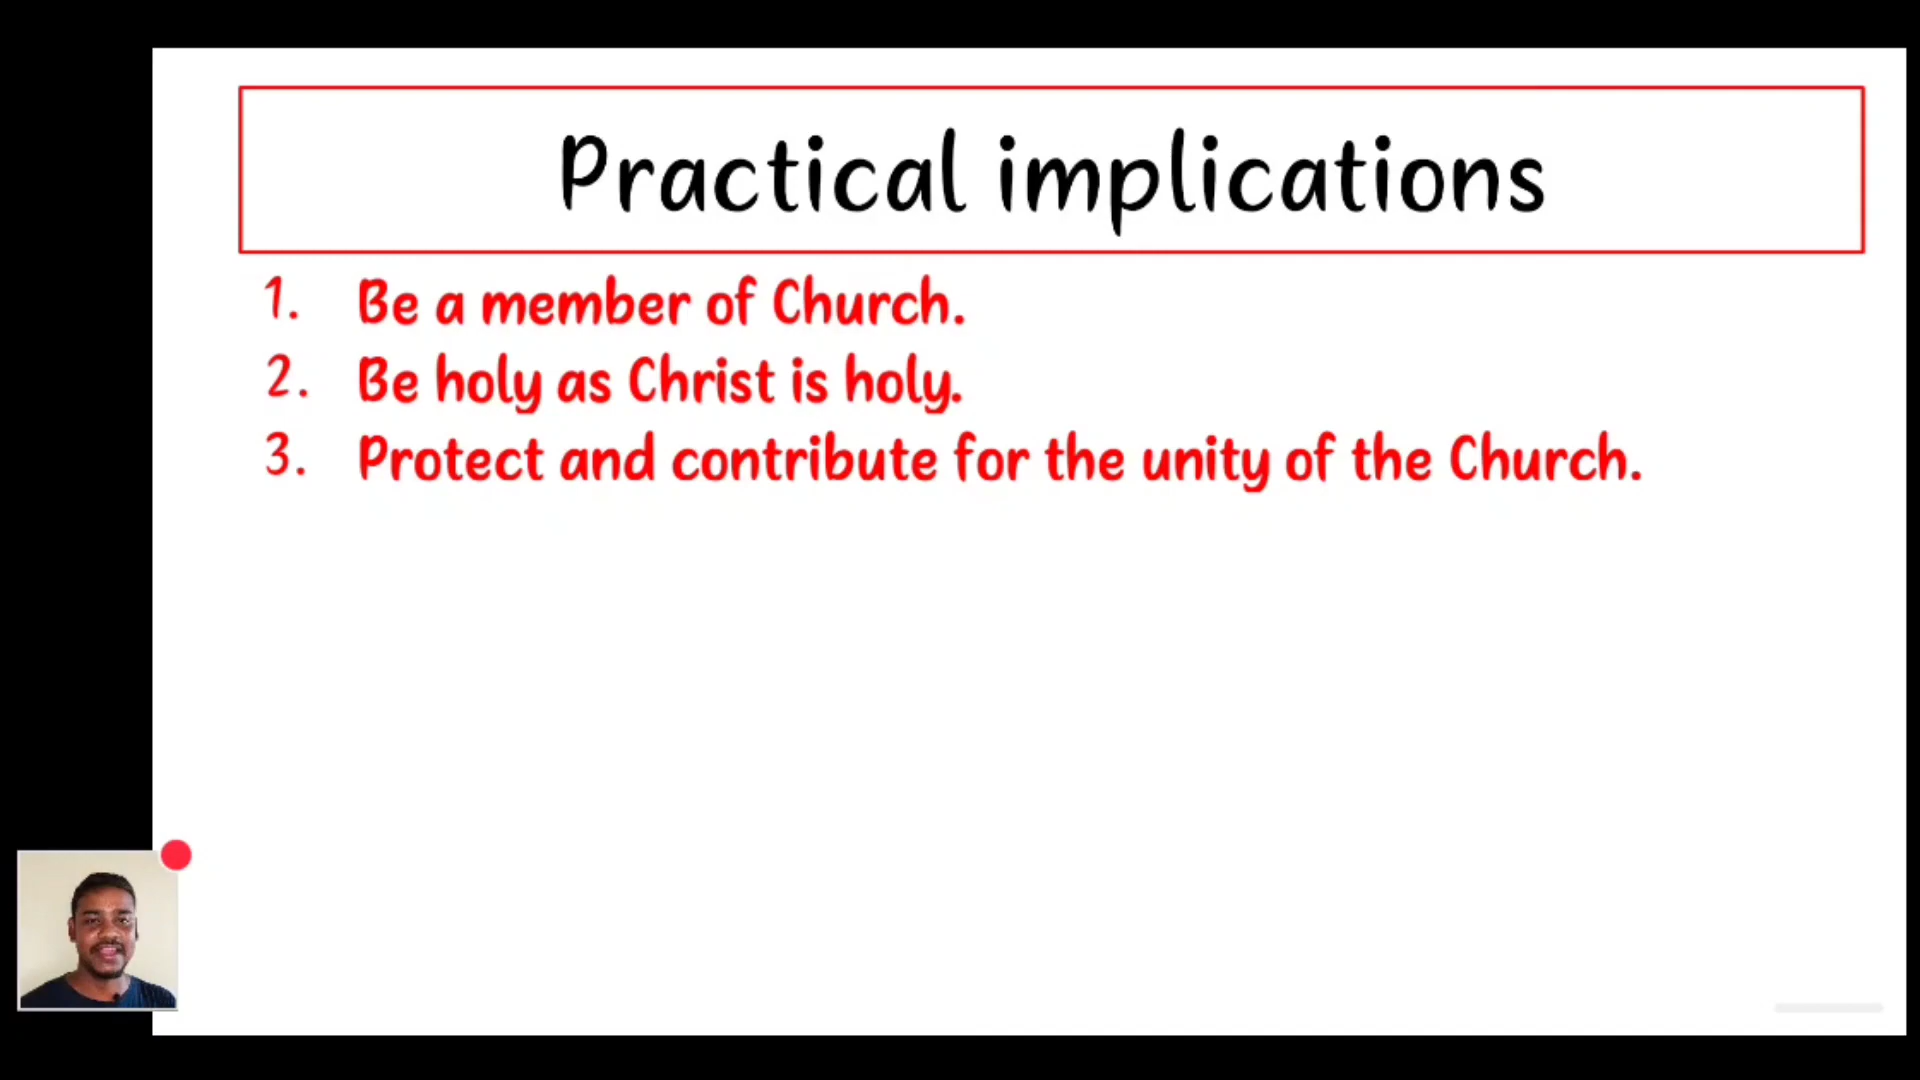 Practical implications
1. Be a member of Church.
2. Be holy as Christ is holy.
3. Protect and contribute for the unity of the Church.